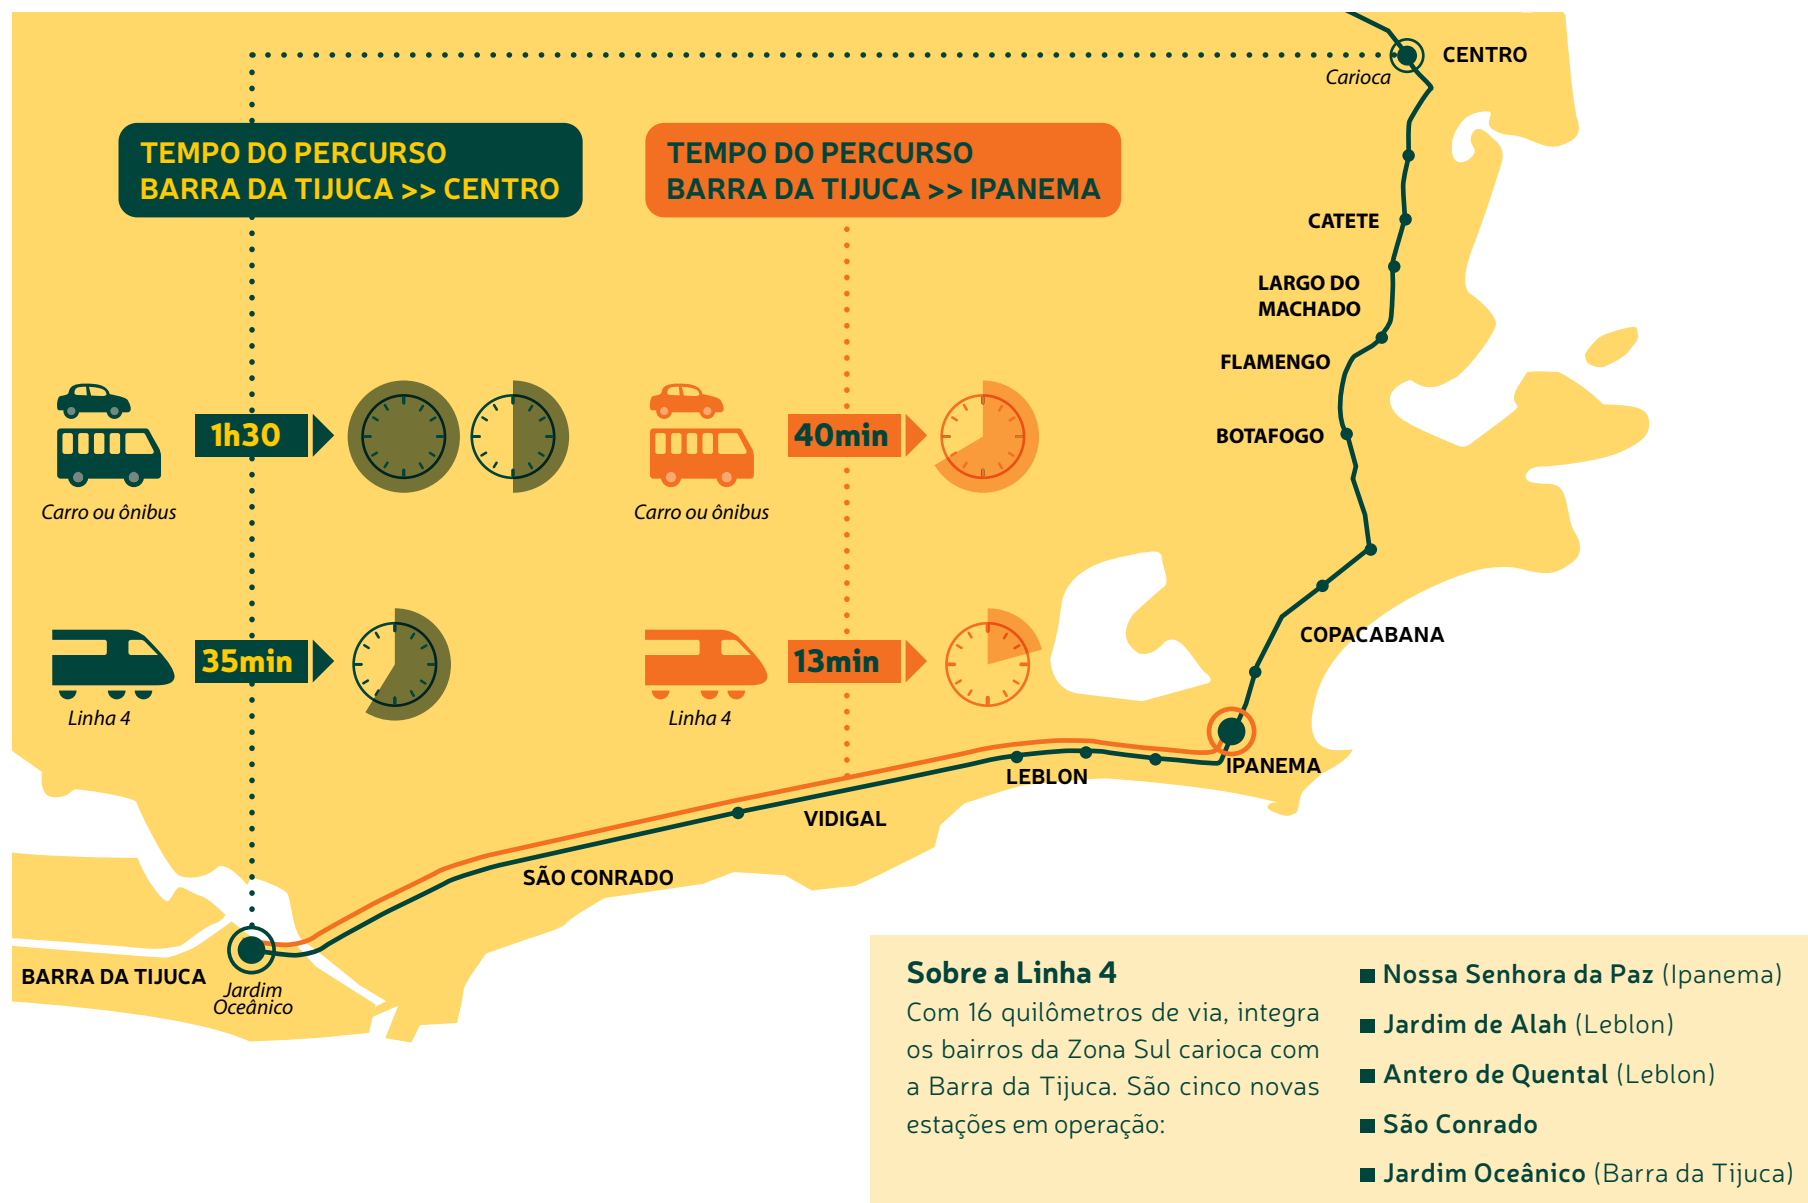 CENTRO
Carioca
TEMPO DO PERCURSO
BARRA DA TIJUCA >> CENTRO
TEMPO DO PERCURSO
BARRA DA TIJUCA >> IPANEMA
CATETE
LARGO DO
MACHADO
FLAMENGO
BOTAFOGO
1h30
Carro ou ônibus
40min
Carro ou ônibus
35min
Linha 4
13min
Linha 4
COPACABANA
IPANEMA
LEBLON
VIDIGAL
SÃO CONRADO
BARRA DA TIJUCA
Jardim
Oceânico
Sobre a Linha 4
Com 16 quilômetros de via, integra
os bairros da Zona Sul carioca com
a Barra da Tijuca. São cinco novas
estações em operação:
Nossa Senhora da Paz (Ipanema)
Jardim de Alah (Leblon)
Antero de Quental (Leblon)
São Conrado
Jardim Oceânico (Barra da Tijuca)